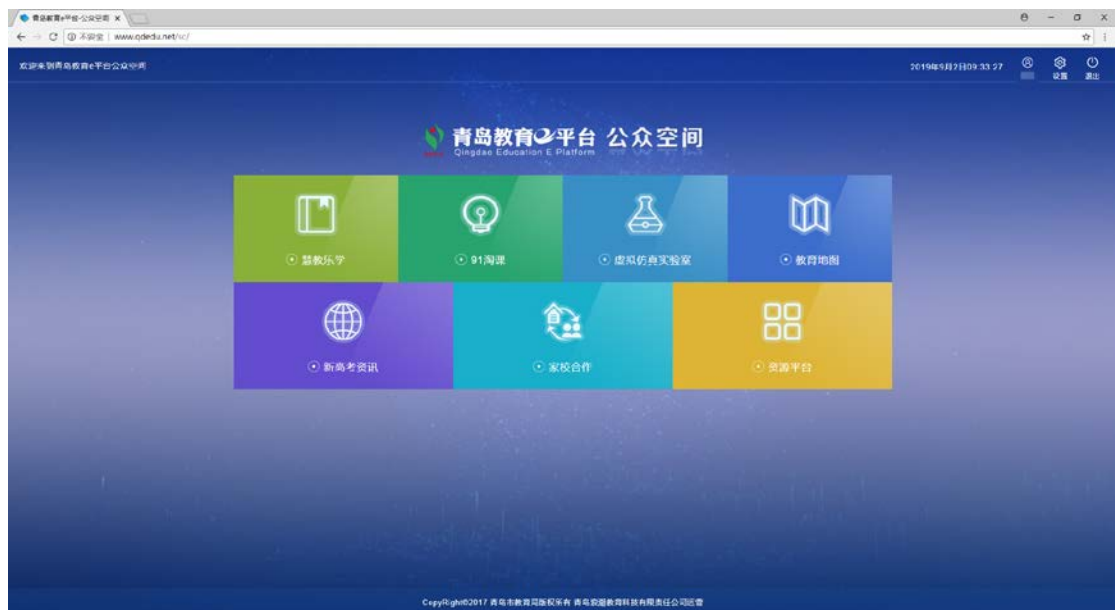 青岛教育e平台-公众空间
不安全 | www.qdedu.net/sc/
欢迎来到青岛教育e平台公众空间
2019年9月2日09:33:27
设置
退出
青岛教育e平台 公众空间
Qingdao Education E Platform
慧教乐学
91淘课
虚拟仿真实验室
教育地图
新高考资讯
家校合作
资源平台
CopyRight©2017 青岛市教育局版权所有 青岛 教育科技有限责任公司运营